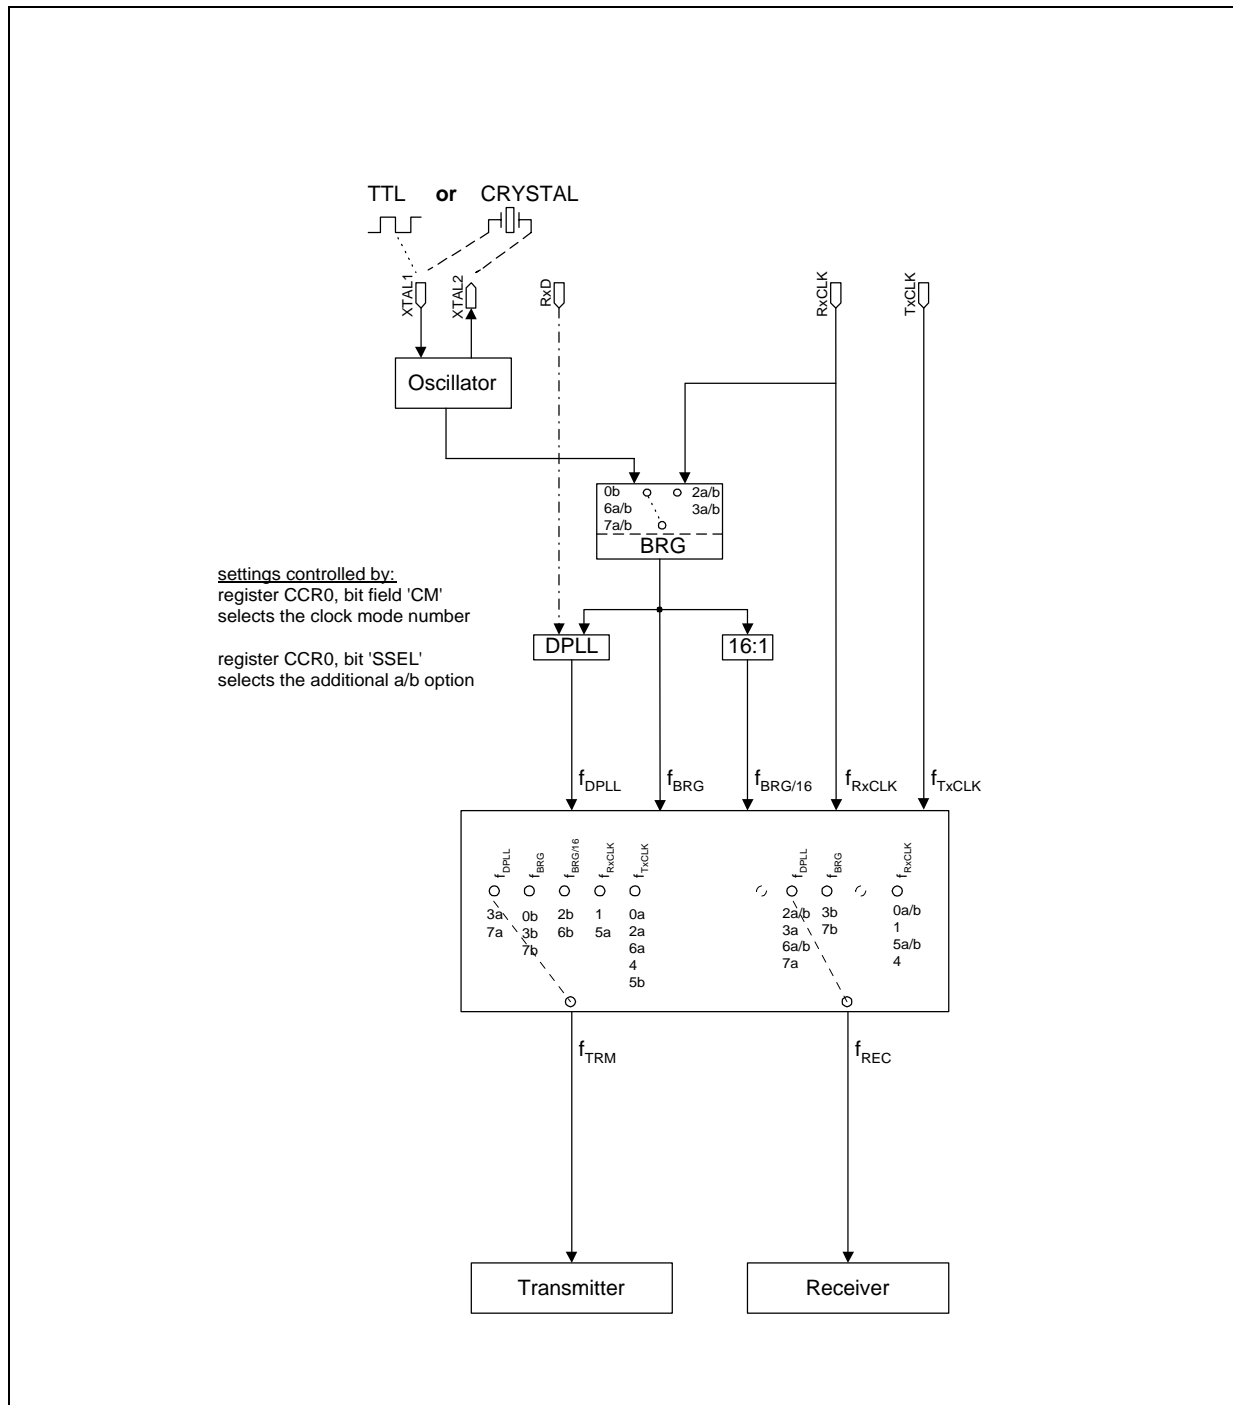 TTL or CRYSTAL
XTAL1
XTAL2
RxD
RxCLK
TxCLK
Oscillator
0b 2a/b
6a/b 3a/b
7a/b
BRG
settings controlled by:
register CCR0, bit field 'CM'
selects the clock mode number
register CCR0, bit 'SSEL'
selects the additional a/b option
DPLL
16:1
fDPLL
fBRG
fBRG/16
fRxCLK
fTxCLK
fDPLL
fBRG
fBRG/16
fRxCLK
fTxCLK
fDPLL
fBRG
fRxCLK
3a
7a
0b
3b
7b
2b
6b
1
5a
0a
2a
6a
4
5b
2a/b
3a
6a/b
7a
3b
7b
0a/b
1
5a/b
4
fTRM
fREC
Transmitter
Receiver